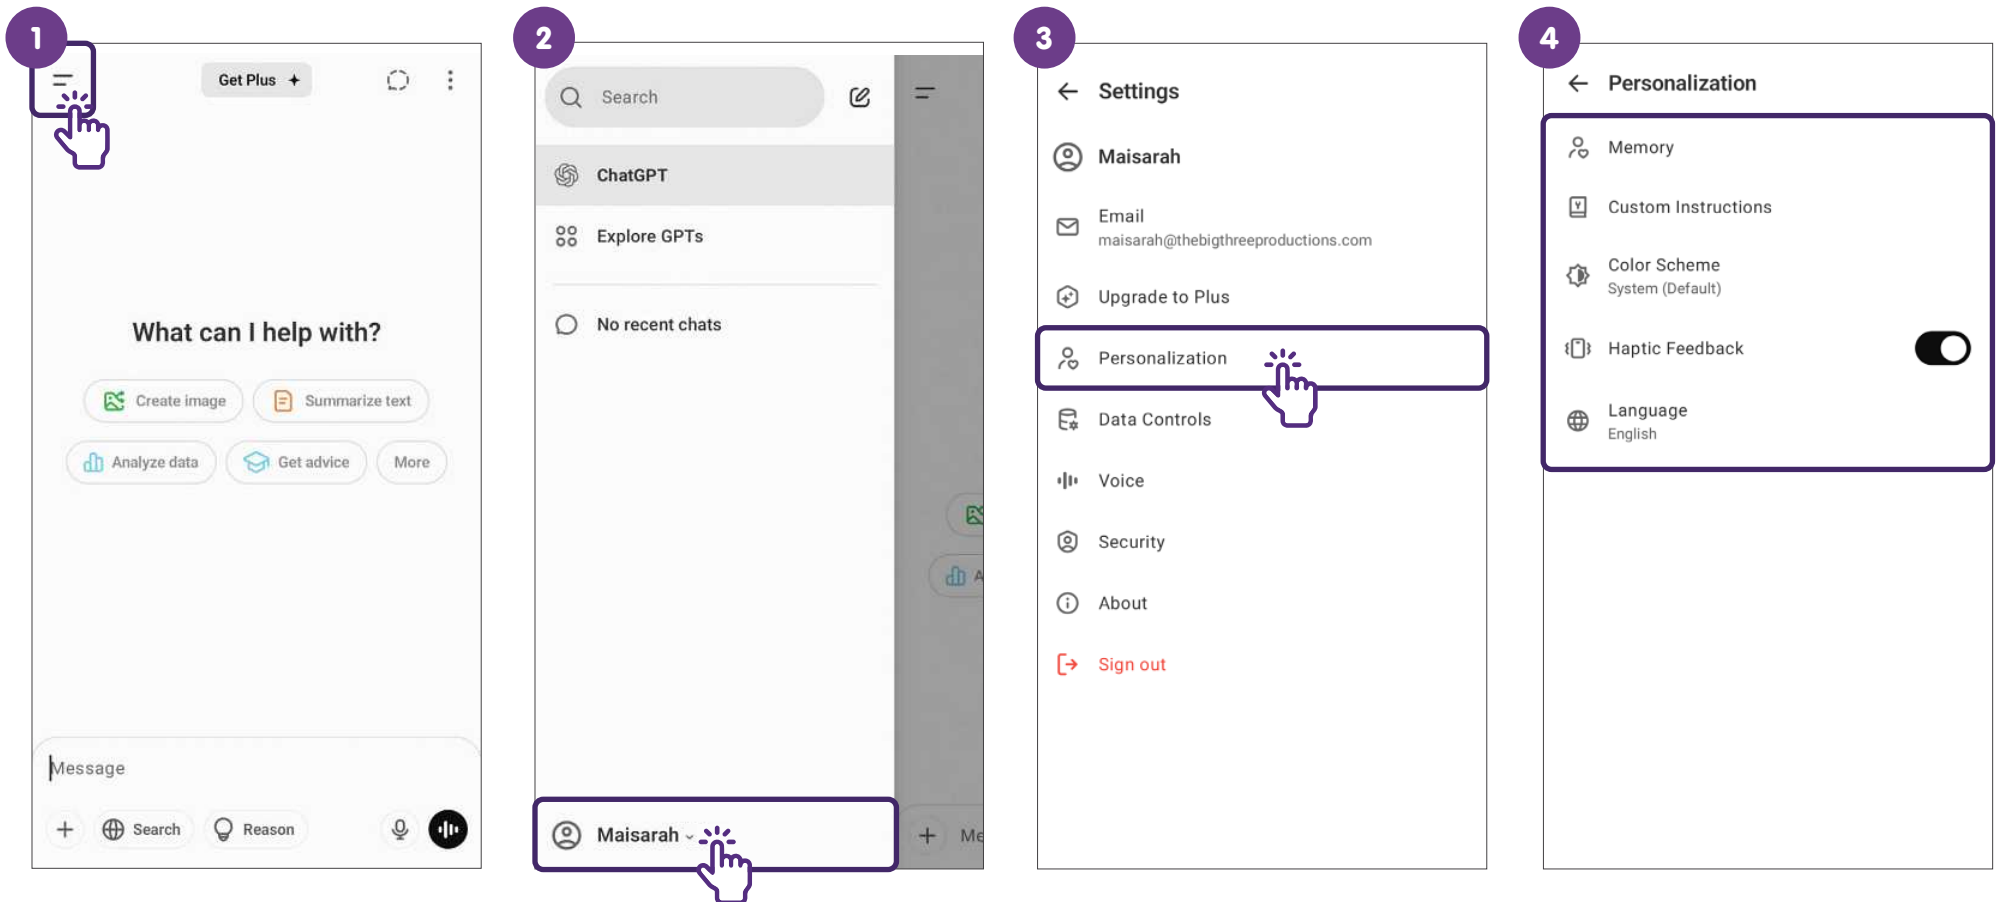 1
Get Plus
What can I help with?
Create image
Summarize text
Analyze data
Get advice
More
Message
Search
Reason
2
Search
ChatGPT
Explore GPTs
No recent chats
A
Maisarah
Me
3
Settings
Maisarah
Email
maisarah@thebigthreeproductions.com
Upgrade to Plus
Personalization
Data Controls
Voice
Security
About
Sign out
4
Personalization
Memory
Custom Instructions
Color Scheme
System (Default)
Haptic Feedback
Language
English